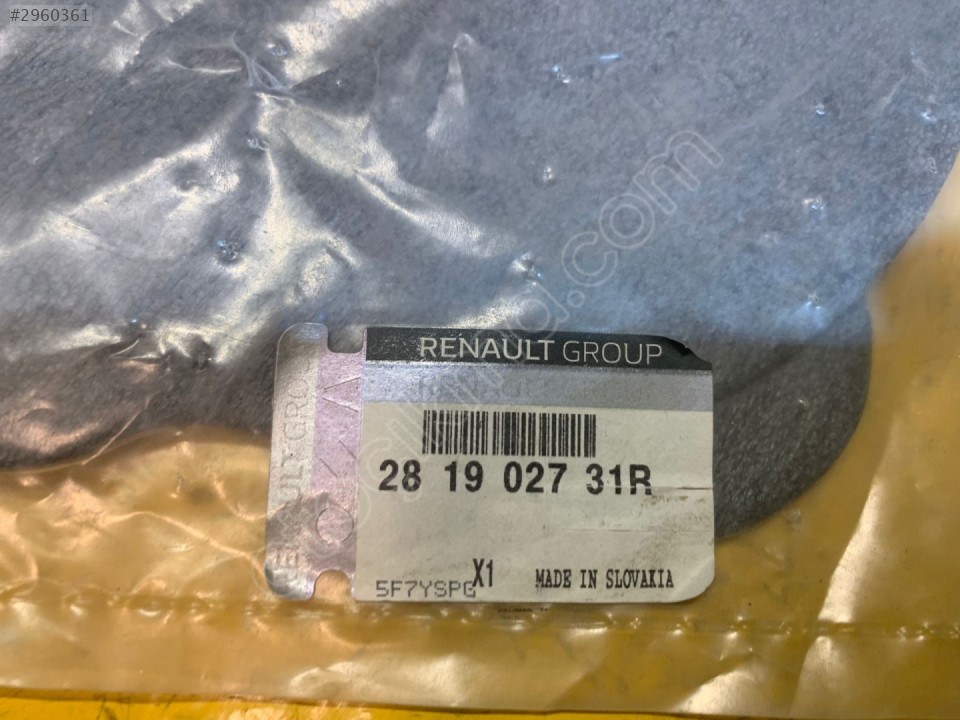 #2960361
RENAULT GROUP
28 19 027 31R
5F7YSPG
X1
MADE IN SLOVAKIA